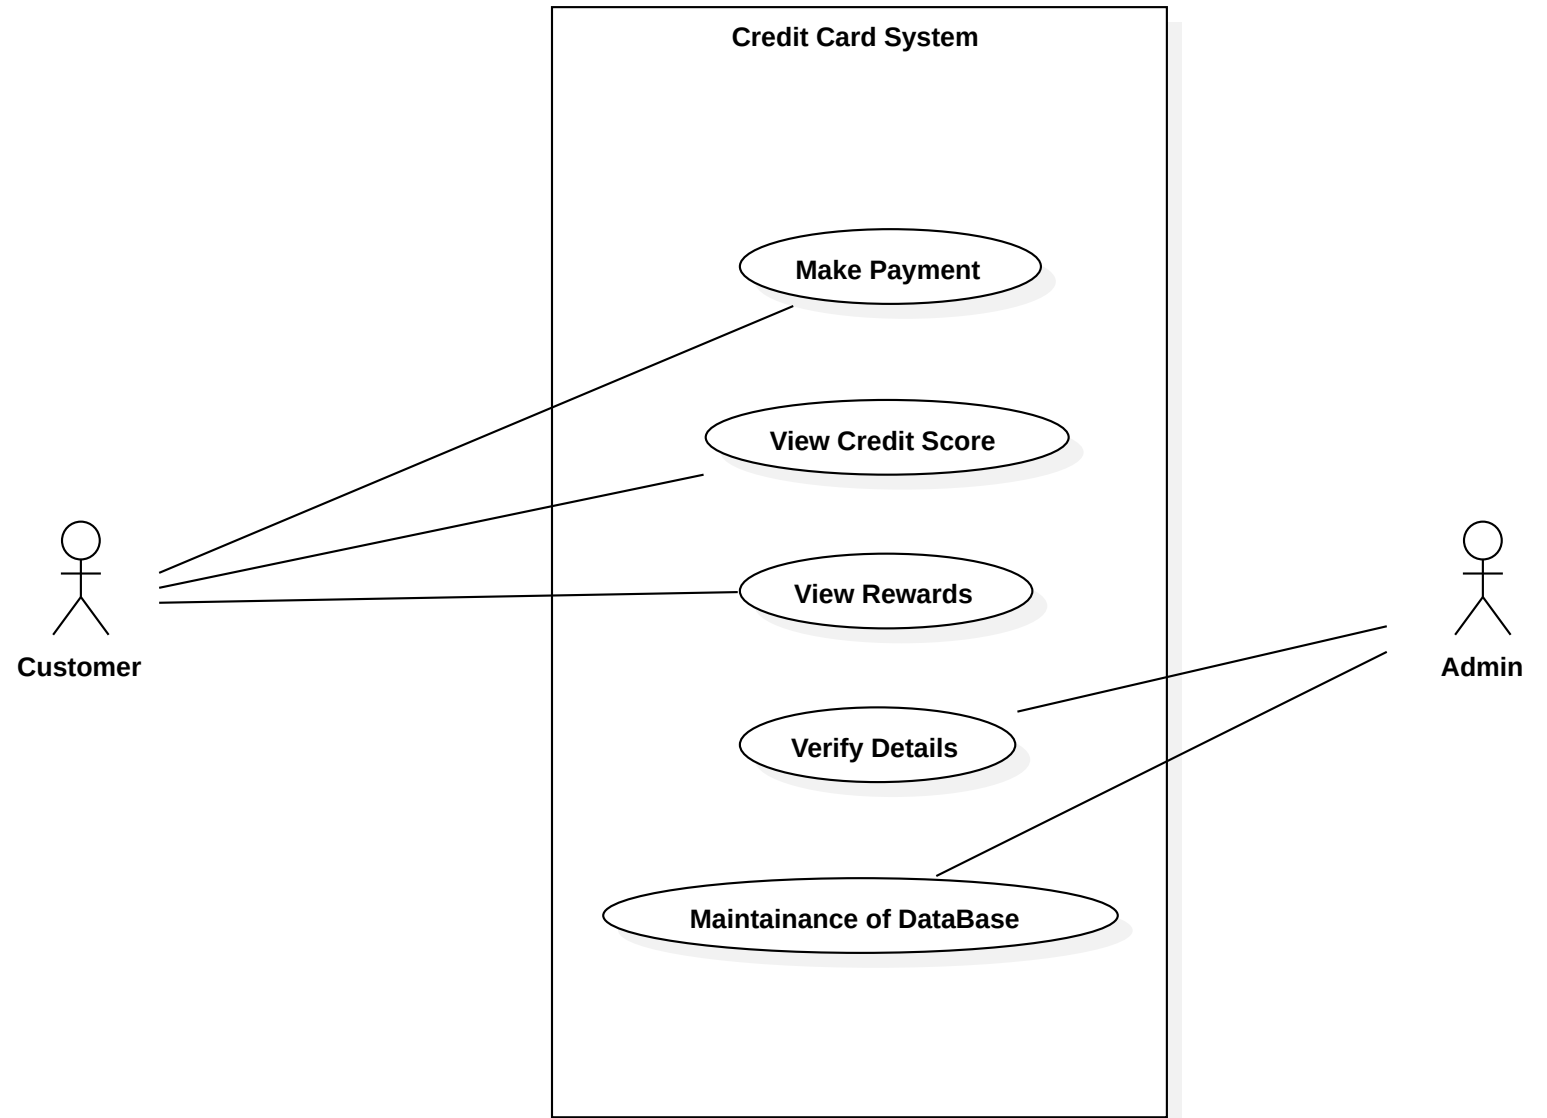 Credit Card System
Make Payment
View Credit Score
View Rewards
Customer
Admin
Verify Details
Maintainance of DataBase